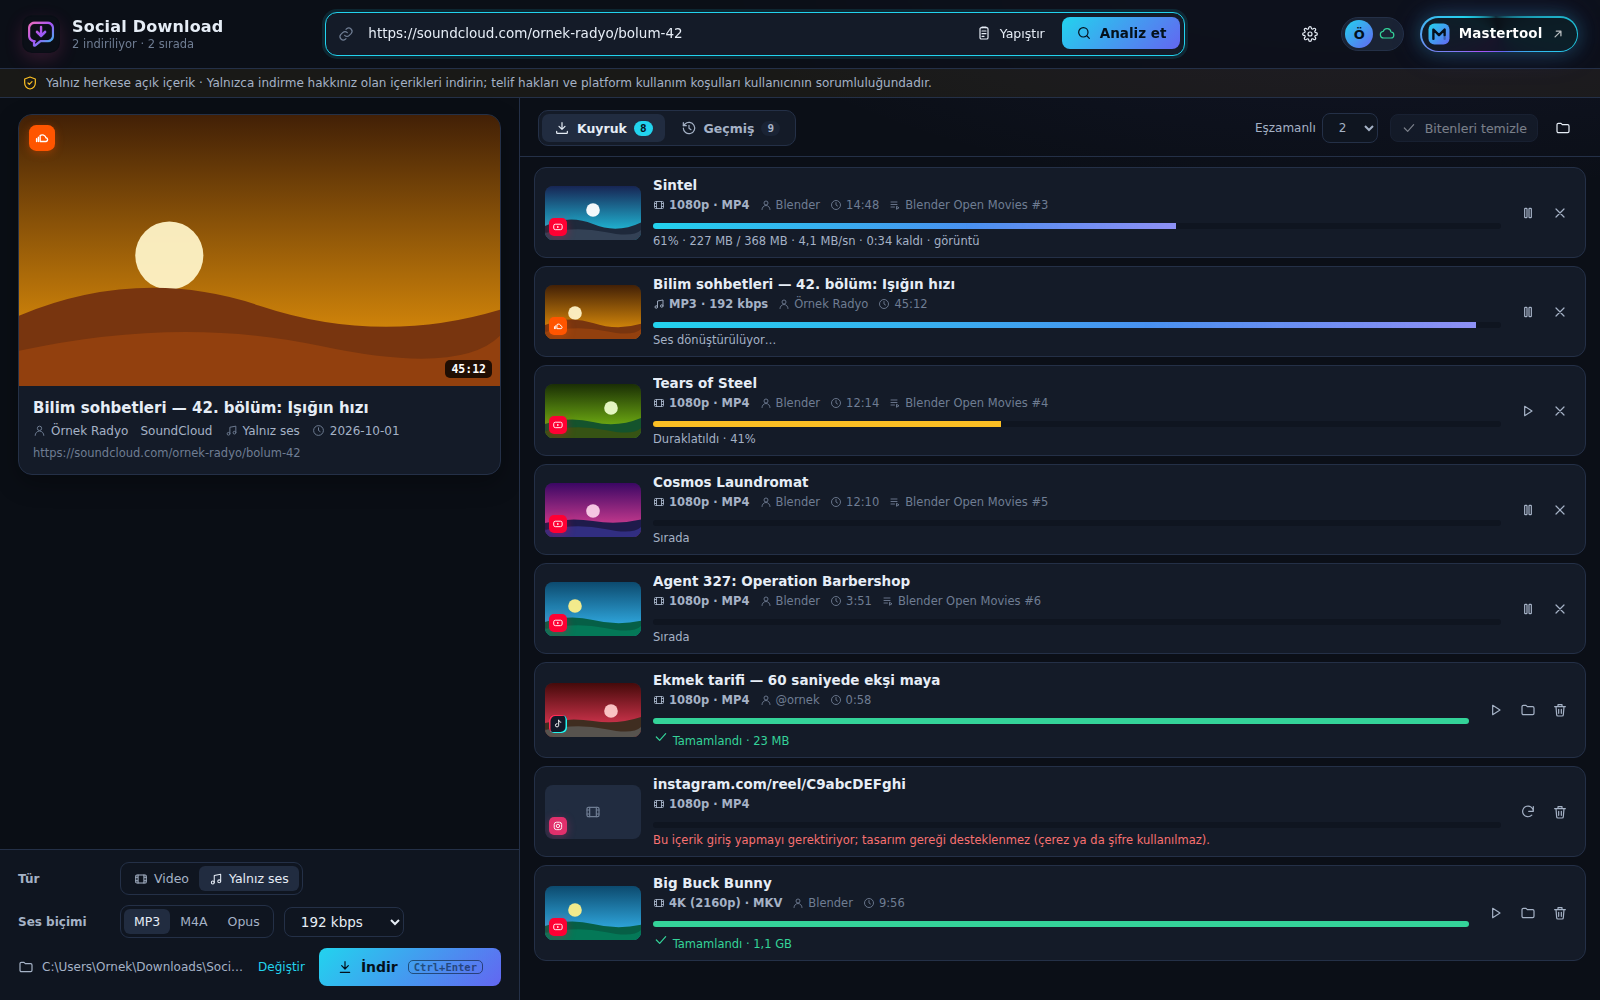 Social Download
2 indiriliyor · 2 sırada
https://soundcloud.com/ornek-radyo/bolum-42
Yapıştır
Analiz et
Ö
Mastertool
Yalnız herkese açık içerik · Yalnızca indirme hakkınız olan içerikleri indirin; telif hakları ve platform kullanım koşulları kullanıcının sorumluluğundadır.
45:12
Bilim sohbetleri — 42. bölüm: Işığın hızı
Örnek Radyo SoundCloud Yalnız ses 2026-10-01
https://soundcloud.com/ornek-radyo/bolum-42
Tür
Video Yalnız ses
Ses biçimi
MP3 M4A Opus 192 kbps
C:\Users\Ornek\Downloads\Soci… Değiştir
İndir Ctrl+Enter
Kuyruk 8 Geçmiş 9
Eşzamanlı 2 Bitenleri temizle
Sintel
1080p · MP4 Blender 14:48 Blender Open Movies #3
61% · 227 MB / 368 MB · 4,1 MB/sn · 0:34 kaldı · görüntü
Bilim sohbetleri — 42. bölüm: Işığın hızı
MP3 · 192 kbps Örnek Radyo 45:12
Ses dönüştürülüyor…
Tears of Steel
1080p · MP4 Blender 12:14 Blender Open Movies #4
Duraklatıldı · 41%
Cosmos Laundromat
1080p · MP4 Blender 12:10 Blender Open Movies #5
Sırada
Agent 327: Operation Barbershop
1080p · MP4 Blender 3:51 Blender Open Movies #6
Sırada
Ekmek tarifi — 60 saniyede ekşi maya
1080p · MP4 @ornek 0:58
Tamamlandı · 23 MB
instagram.com/reel/C9abcDEFghi
1080p · MP4
Bu içerik giriş yapmayı gerektiriyor; tasarım gereği desteklenmez (çerez ya da şifre kullanılmaz).
Big Buck Bunny
4K (2160p) · MKV Blender 9:56
Tamamlandı · 1,1 GB